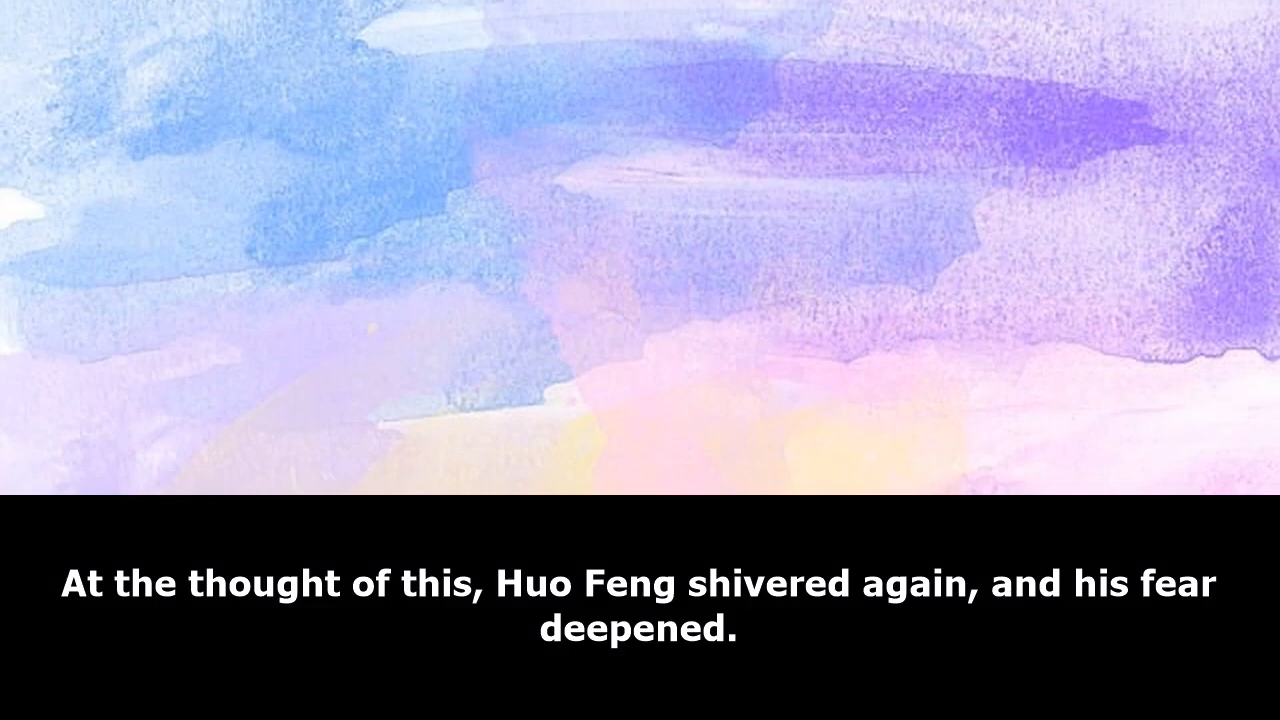 At the thought of this, Huo Feng shivered again, and his fear
deepened.